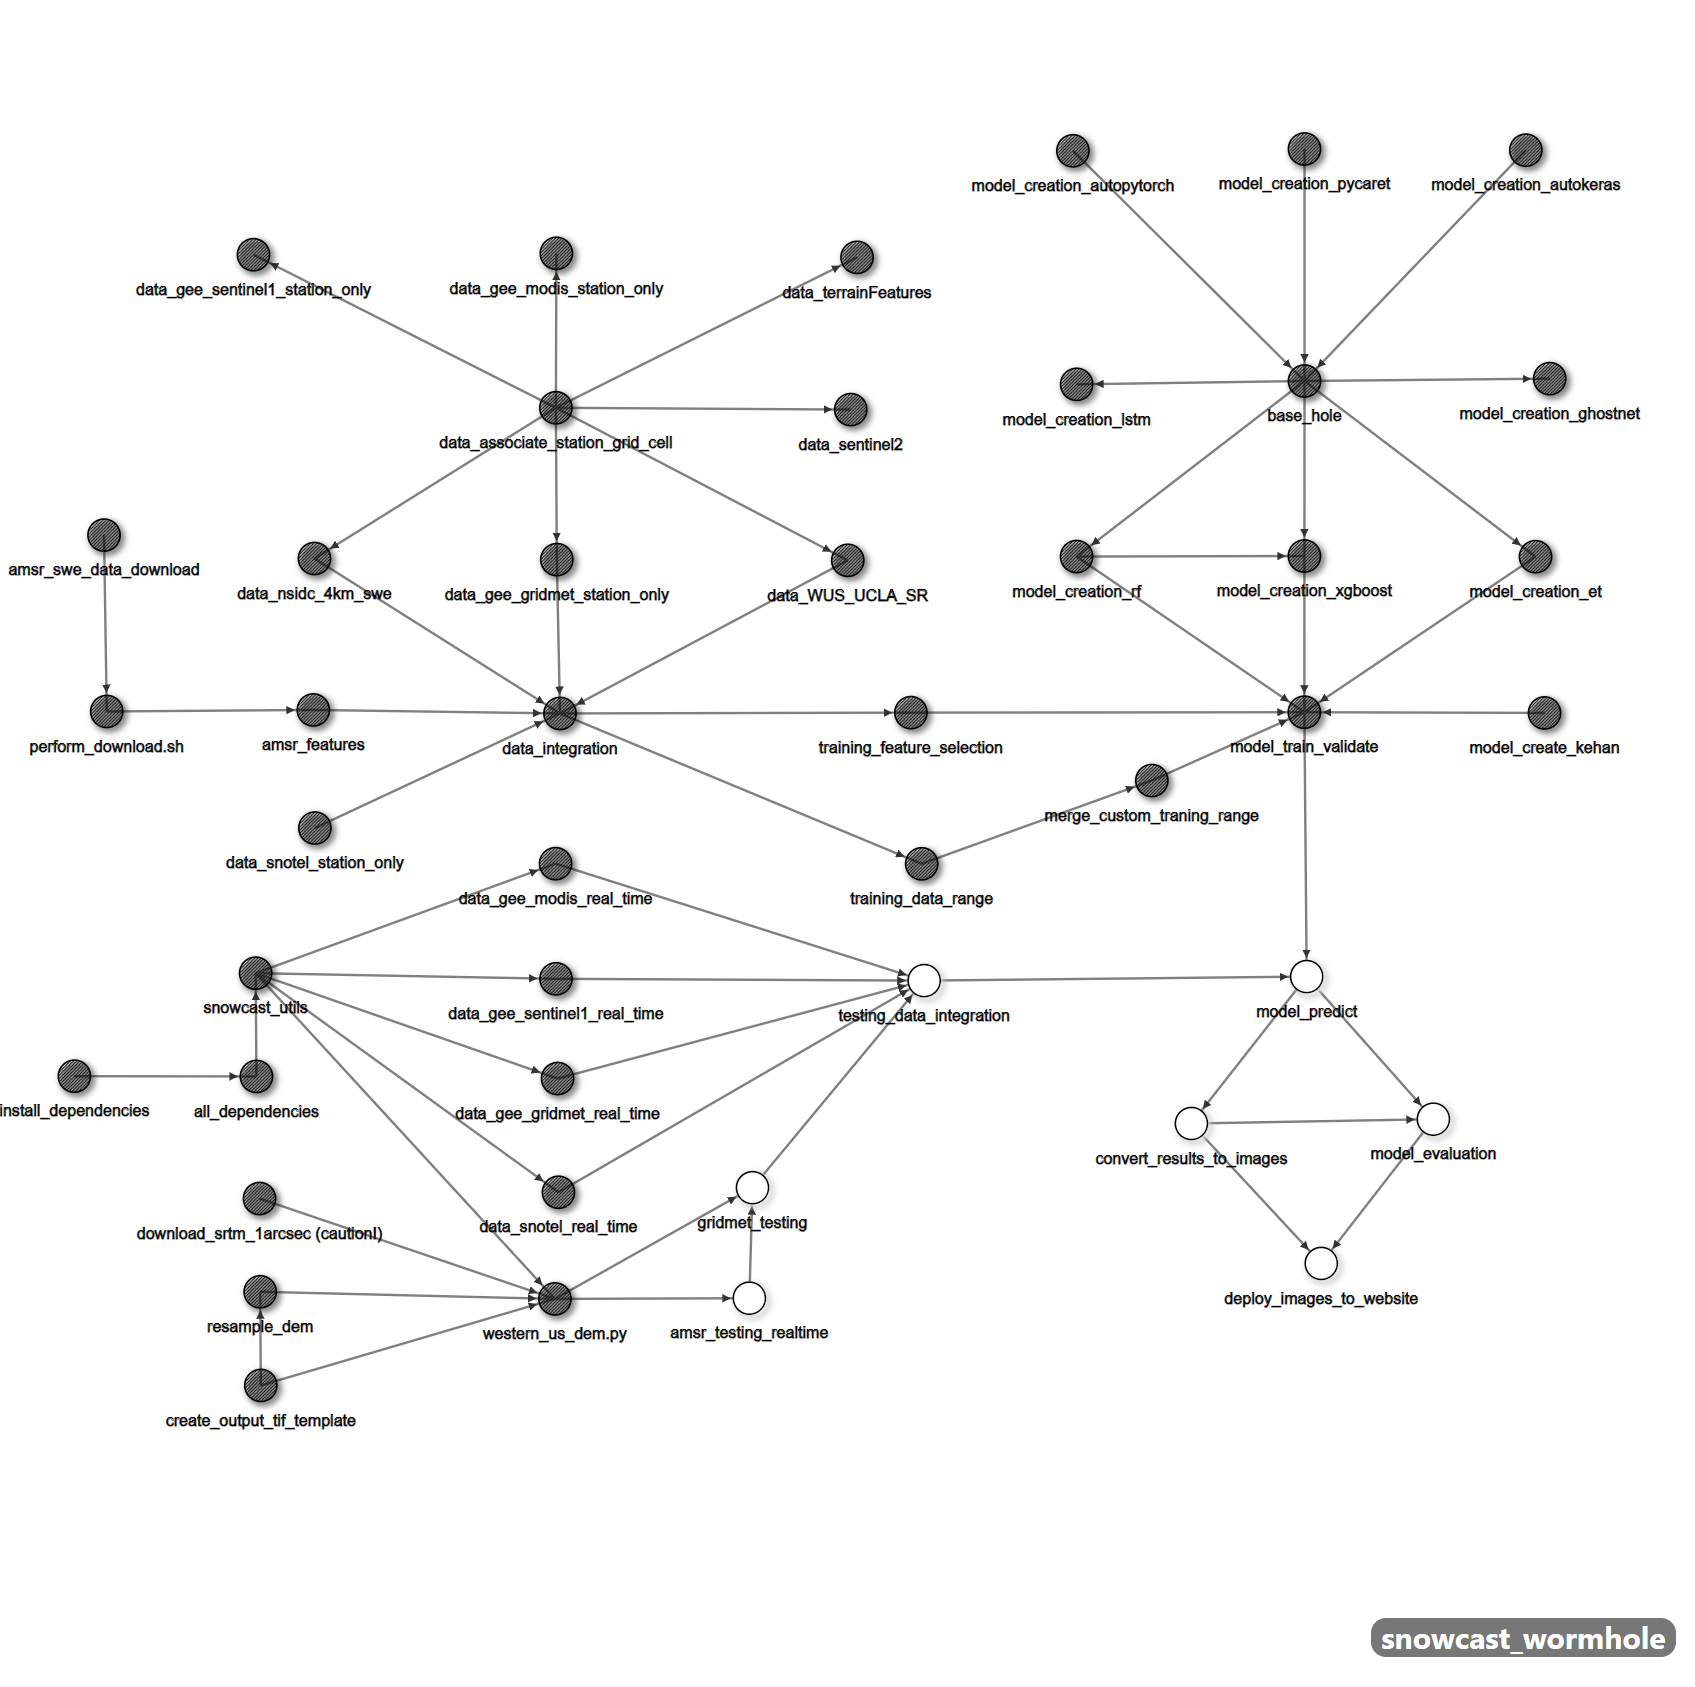 model_creation_autopytorch
model_creation_pycaret
model_creation_autokeras
data_gee_sentinel1_station_only
data_gee_modis_station_only
data_terrainFeatures
model_creation_lstm
base_hole
model_creation_ghostnet
data_associate_station_grid_cell
data_sentinel2
amsr_swe_data_download
data_nsidc_4km_swe
data_gee_gridmet_station_only
data_WUS_UCLA_SR
model_creation_rf
model_creation_xgboost
model_creation_et
perform_download.sh
amsr_features
data_integration
training_feature_selection
model_train_validate
model_create_kehan
merge_custom_traning_range
data_snotel_station_only
data_gee_modis_real_time
training_data_range
snowcast_utils
data_gee_sentinel1_real_time
testing_data_integration
model_predict
install_dependencies
all_dependencies
data_gee_gridmet_real_time
convert_results_to_images
model_evaluation
download_srtm_1arcsec (caution!)
data_snotel_real_time
gridmet_testing
deploy_images_to_website
resample_dem
western_us_dem.py
amsr_testing_realtime
create_output_tif_template
snowcast_wormhole